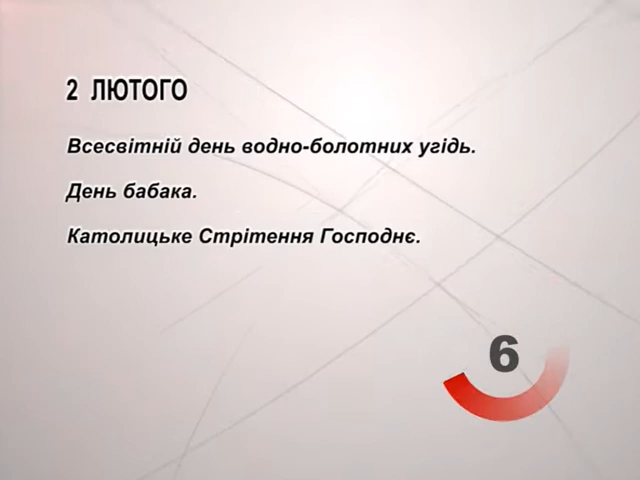 2 ЛЮТОГО
Всесвітній день водно-болотних угідь.
День бабака.
Католицьке Стрітення Господнє.
6